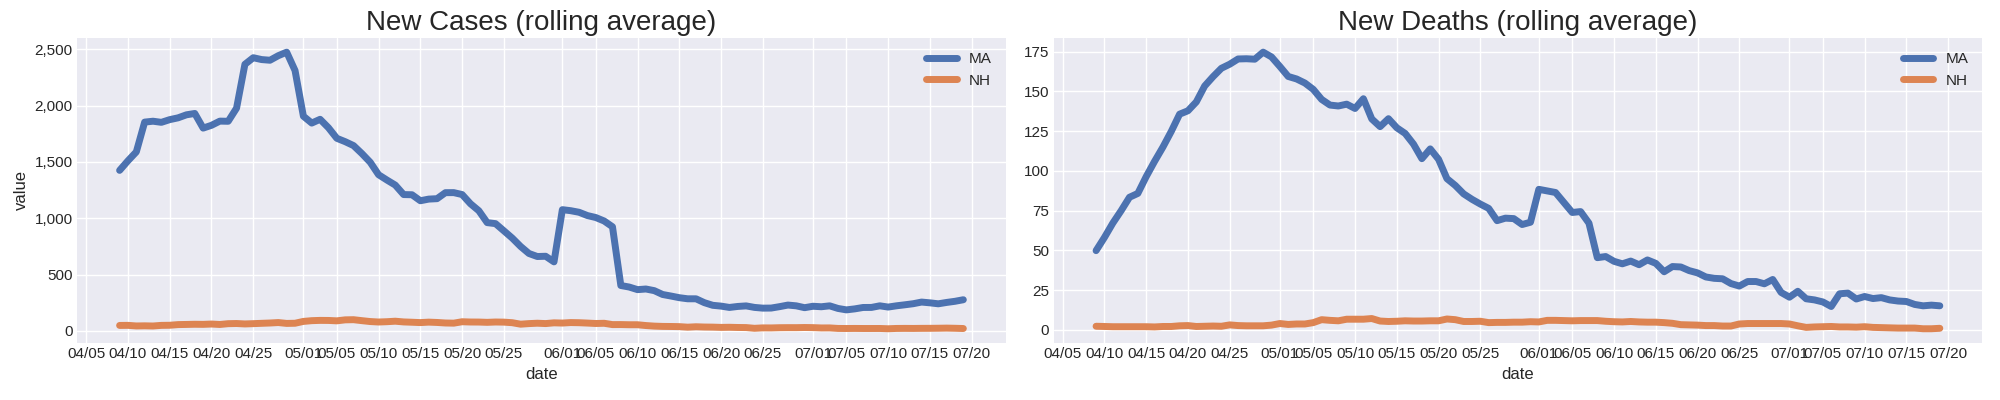 New Cases (rolling average)
2,500
2,000
1,500
1,000
500
0
value
MA
NH
04/05 04/10 04/15 04/20 04/25 05/01 05/05 05/10 05/15 05/20 05/25 06/01 06/05 06/10 06/15 06/20 06/25 07/01 07/05 07/10 07/15 07/20
date
New Deaths (rolling average)
175
150
125
100
75
50
25
0
MA
NH
04/05 04/10 04/15 04/20 04/25 05/01 05/05 05/10 05/15 05/20 05/25 06/01 06/05 06/10 06/15 06/20 06/25 07/01 07/05 07/10 07/15 07/20
date